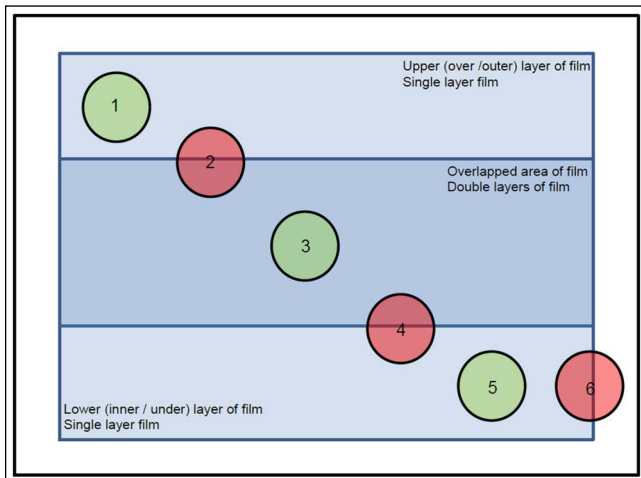 Upper (over /outer) layer of film
Single layer film
1
2
Overlapped area of film
Double layers of film
3
4
5
6
Lower (inner / under) layer of film
Single layer film